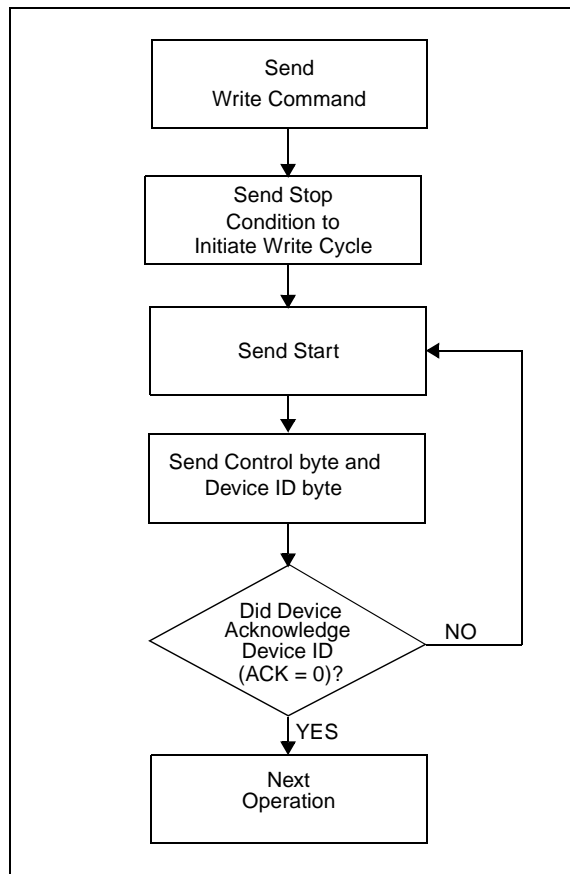 Send
Write Command
Send Stop
Condition to
Initiate Write Cycle
Send Start
Send Control byte and
Device ID byte
Did Device
Acknowledge
Device ID
(ACK = 0)?
NO
YES
Next
Operation